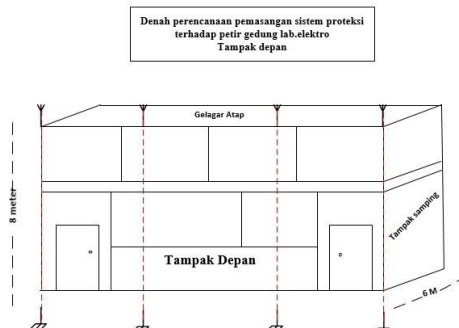 Denah perencanaan pemasangan sistem proteksi
terhadap petir gedung lab.elektro
Tampak depan
Gelagar Atap
8 meter
Tampak samping
Tampak Depan
6 M